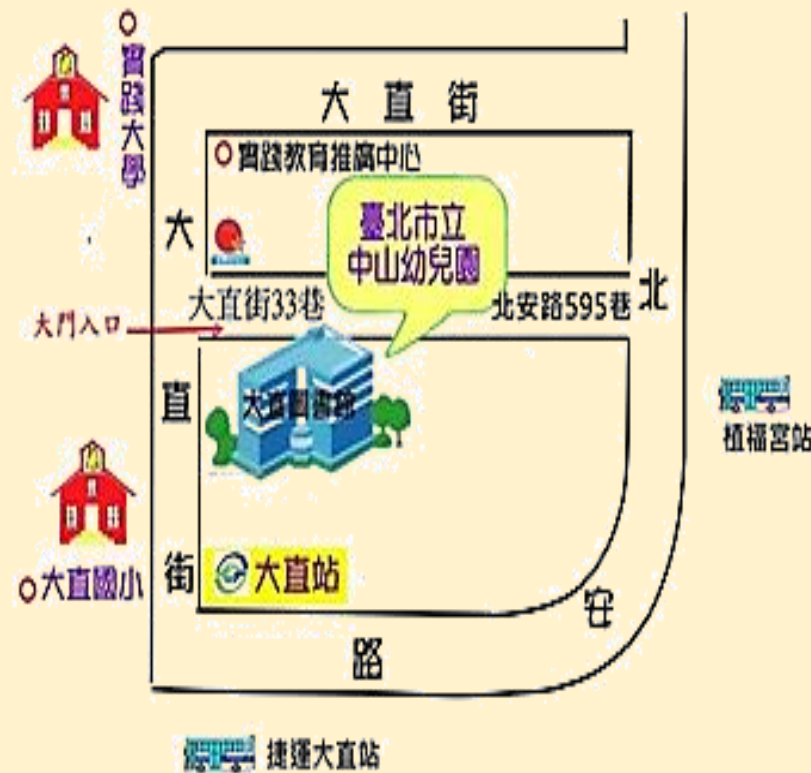 實踐大學
大直街
實踐教育推廣中心
臺北市立
中山幼兒園
大直街33巷
北安路595巷
大門入口
大直圖書館
大直街
北安路
植福宮站
大直國小
大直站
捷運大直站